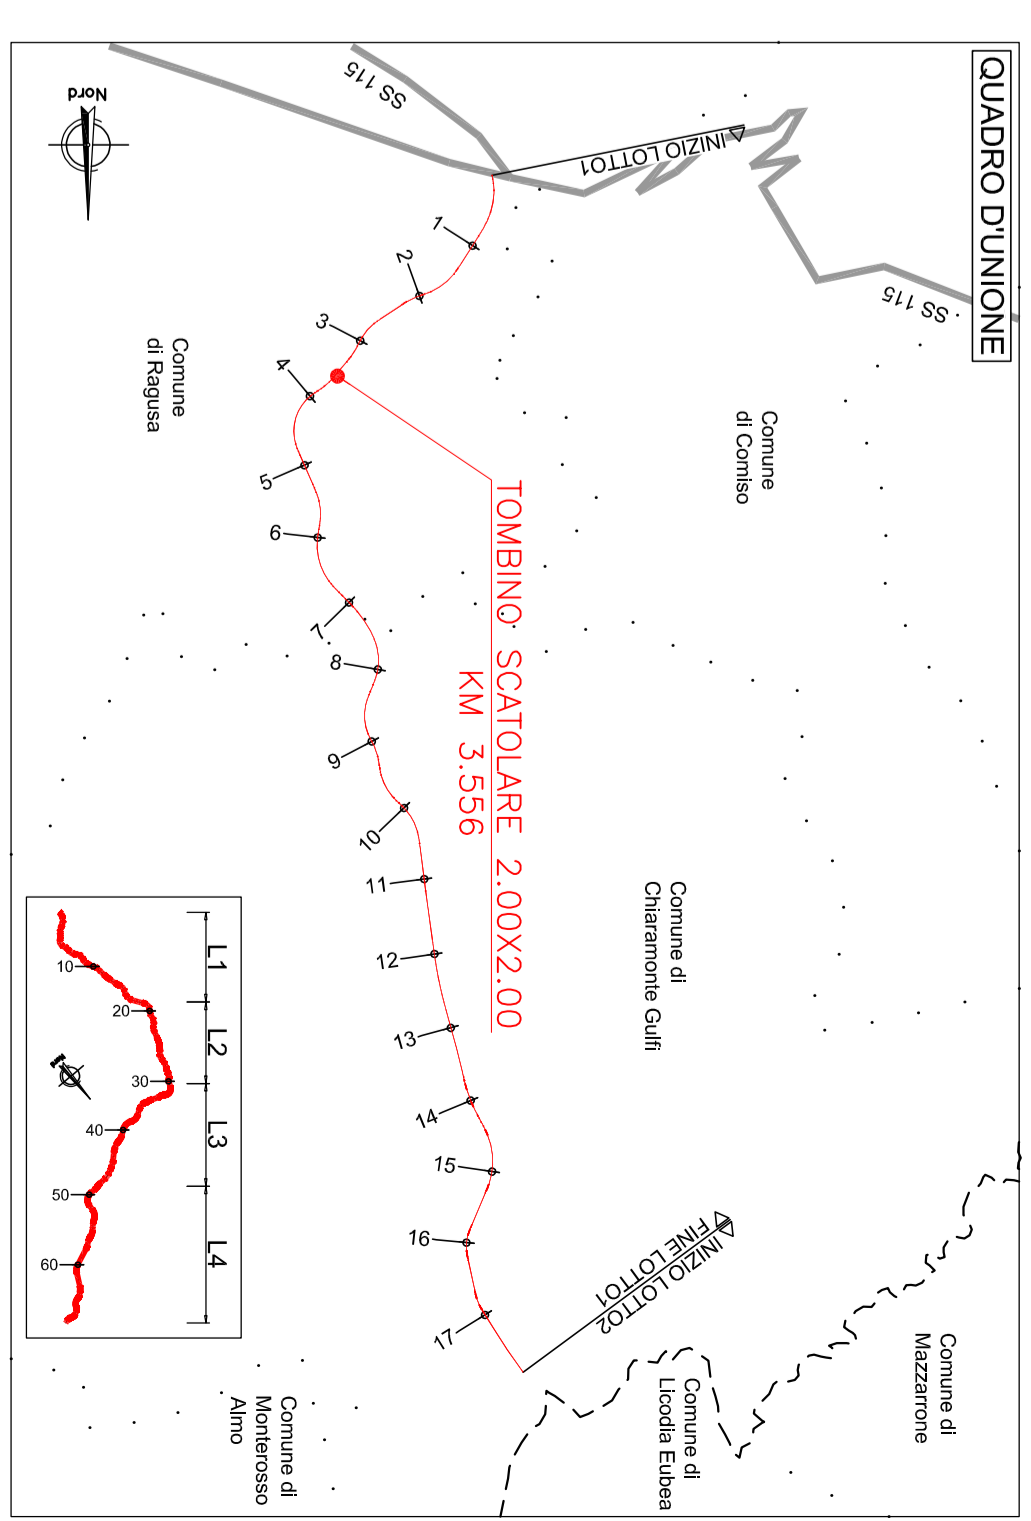 QUADRO D'UNIONE
SS 115
SS 115
Nord
INIZIO LOTTO1
1
2
3
4
5
6
7
8
9
10
11
12
13
14
15
16
17
Comune
di Ragusa
Comune
di Comiso
TOMBINO SCATOLARE 2.00X2.00
KM 3.556
Comune di
Chiaramonte Gulfi
FINE LOTTO1
INIZIO LOTTO2
Comune di
Mazzarrone
Comune di
Licodia Eubea
Comune di
Monterosso
Almo
L1
L2
L3
L4
10
20
30
40
50
60
Nord